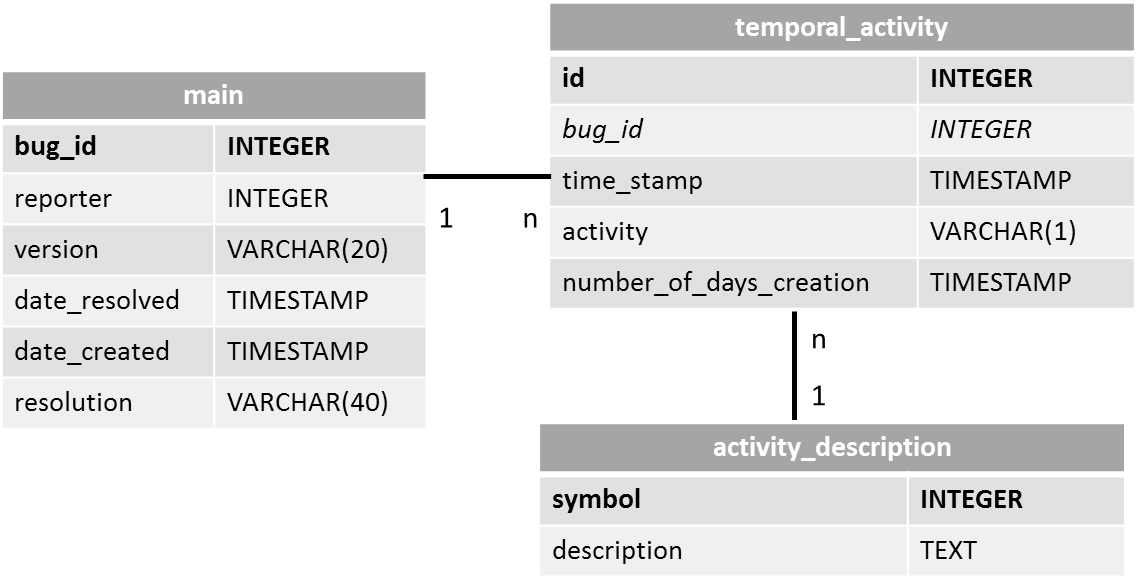 main
bug_id INTEGER
reporter INTEGER
version VARCHAR(20)
date_resolved TIMESTAMP
date_created TIMESTAMP
resolution VARCHAR(40)
1 n
temporal_activity
id INTEGER
bug_id INTEGER
time_stamp TIMESTAMP
activity VARCHAR(1)
number_of_days_creation TIMESTAMP
n
1
activity_description
symbol INTEGER
description TEXT